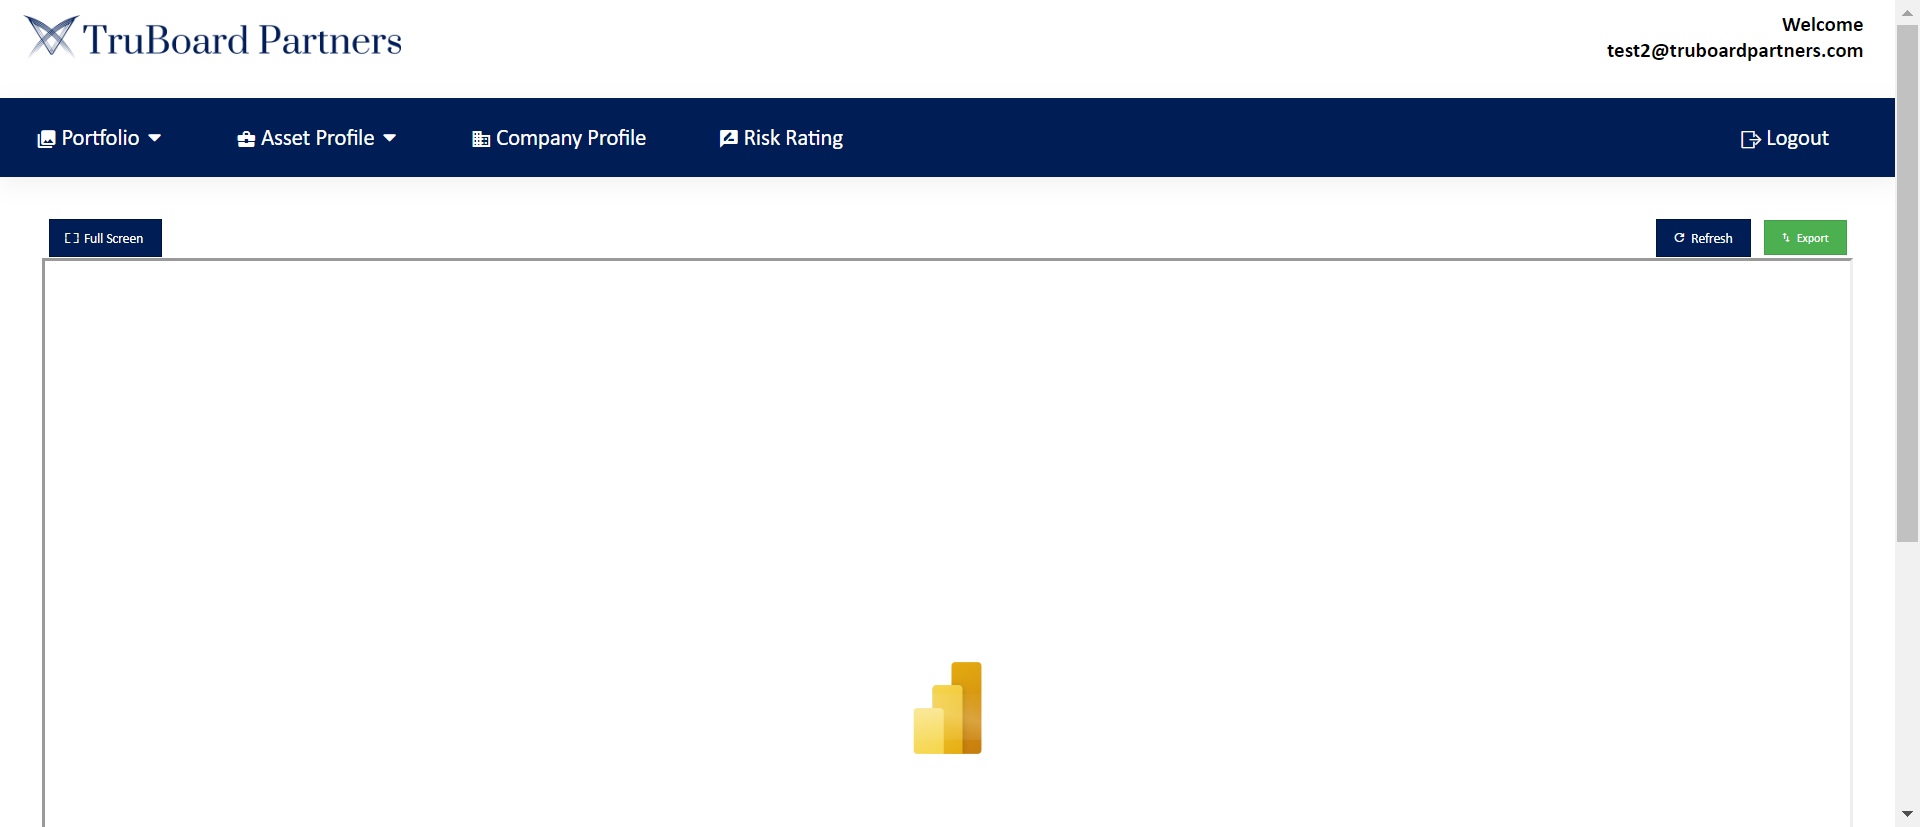 TruBoard Partners
Welcome
test2@truboardpartners.com
Portfolio
Asset Profile
Company Profile
Risk Rating
Logout
Full Screen
Refresh
Export